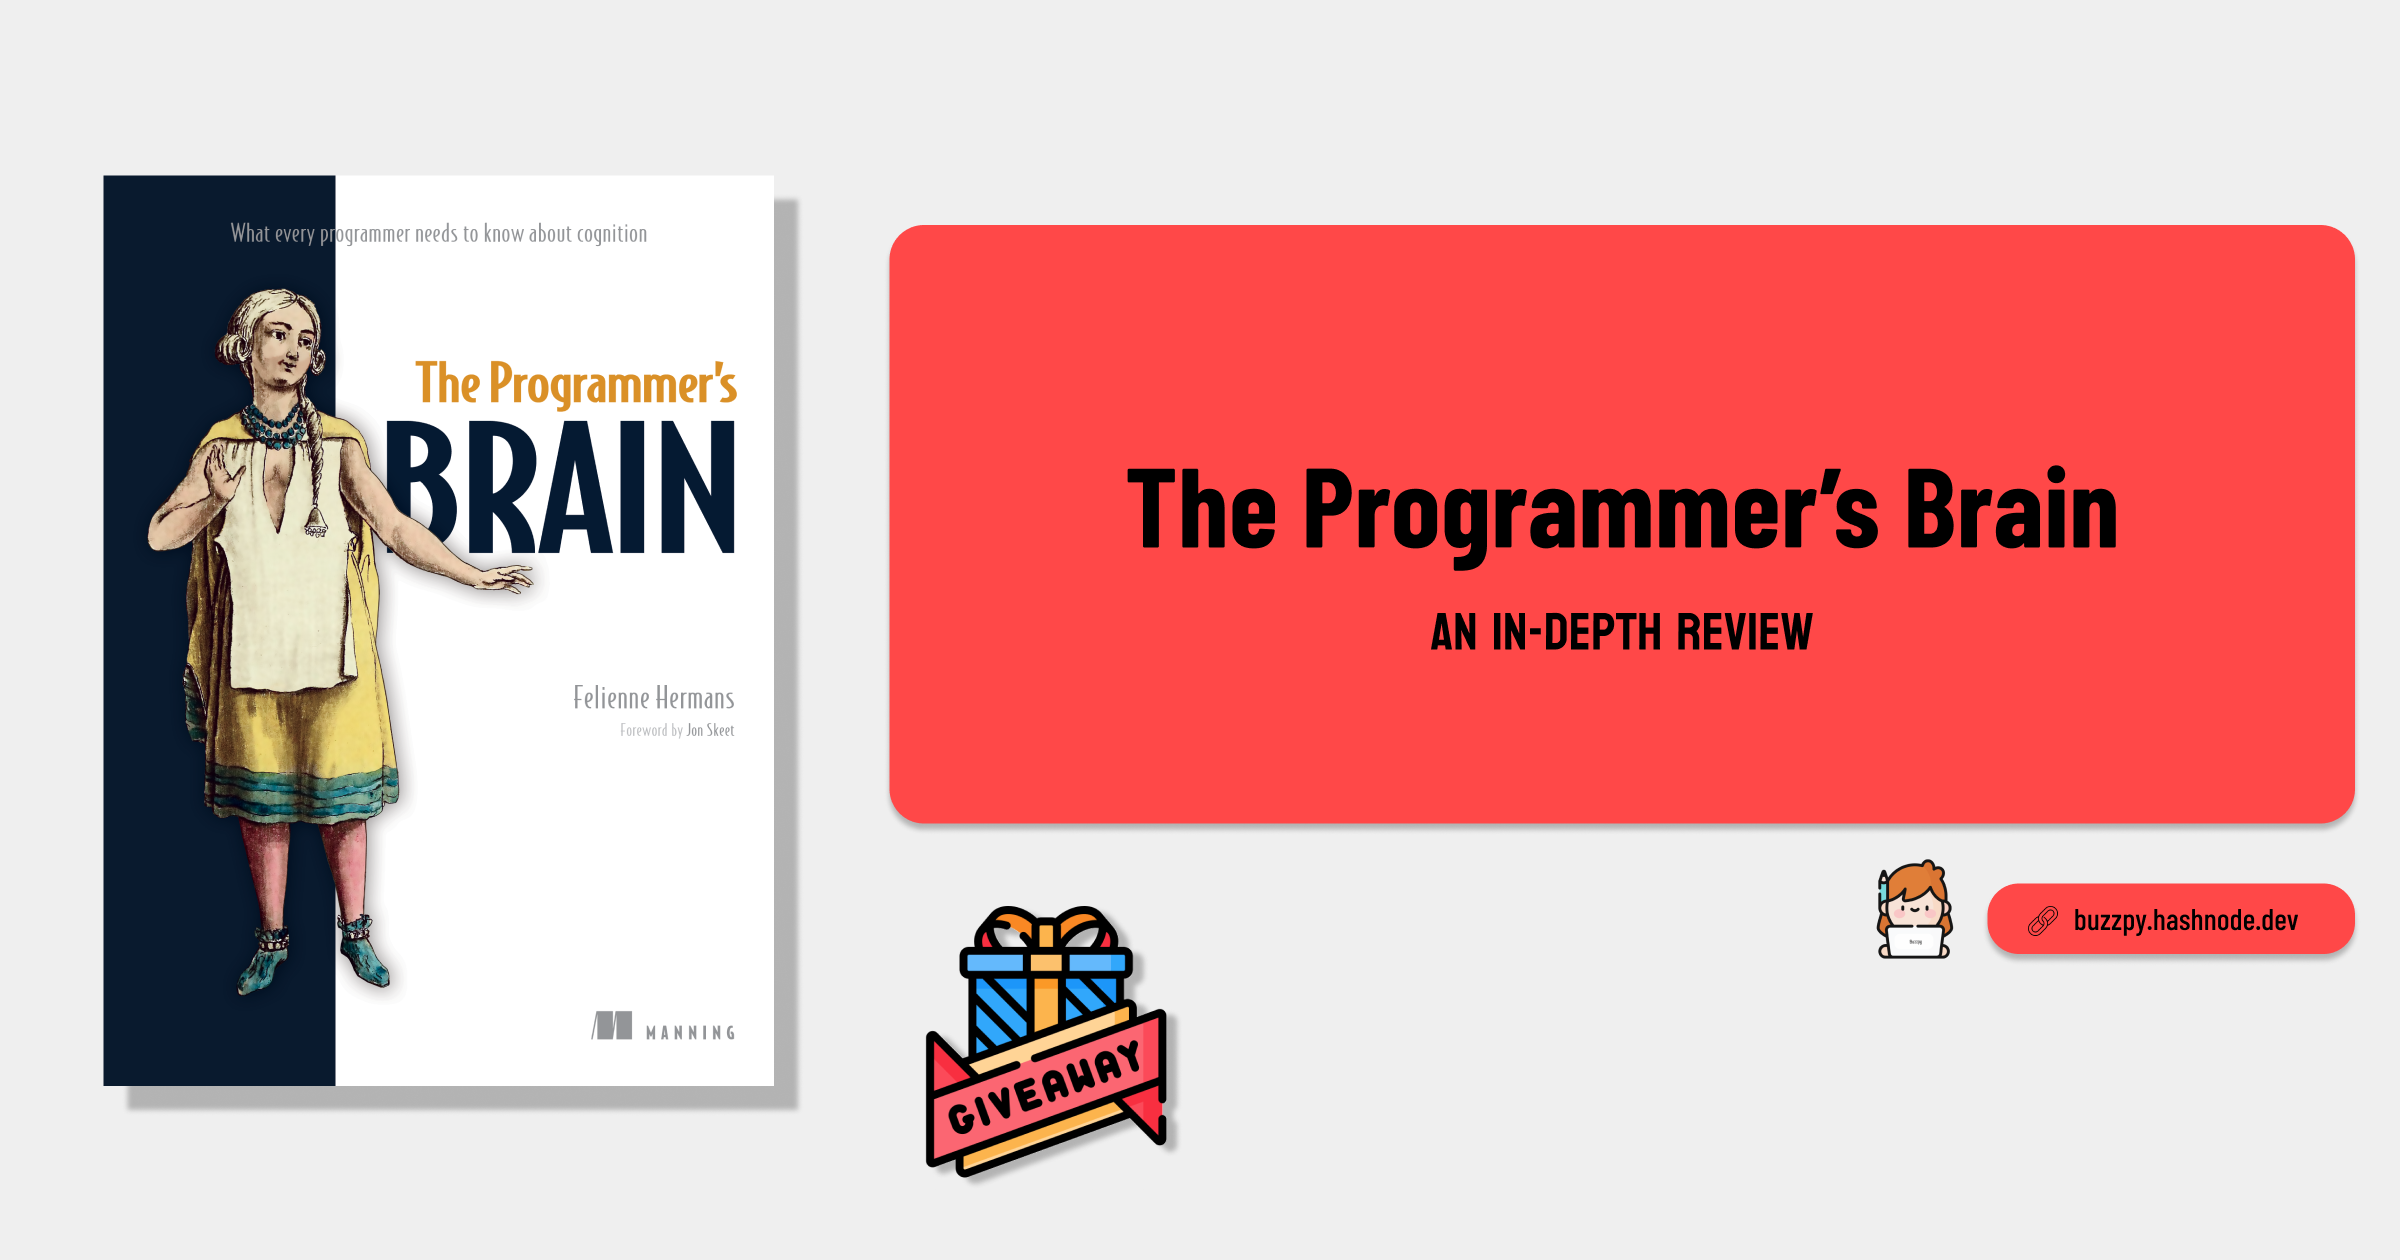 What every programmer needs to know about cognition
The Programmer's
BRAIN
Felienne Hermans
Foreword by Jon Skeet
MANNING
The Programmer's Brain
AN IN-DEPTH REVIEW
buzzpy.hashnode.dev
Buzzpy
GIVEAWAY